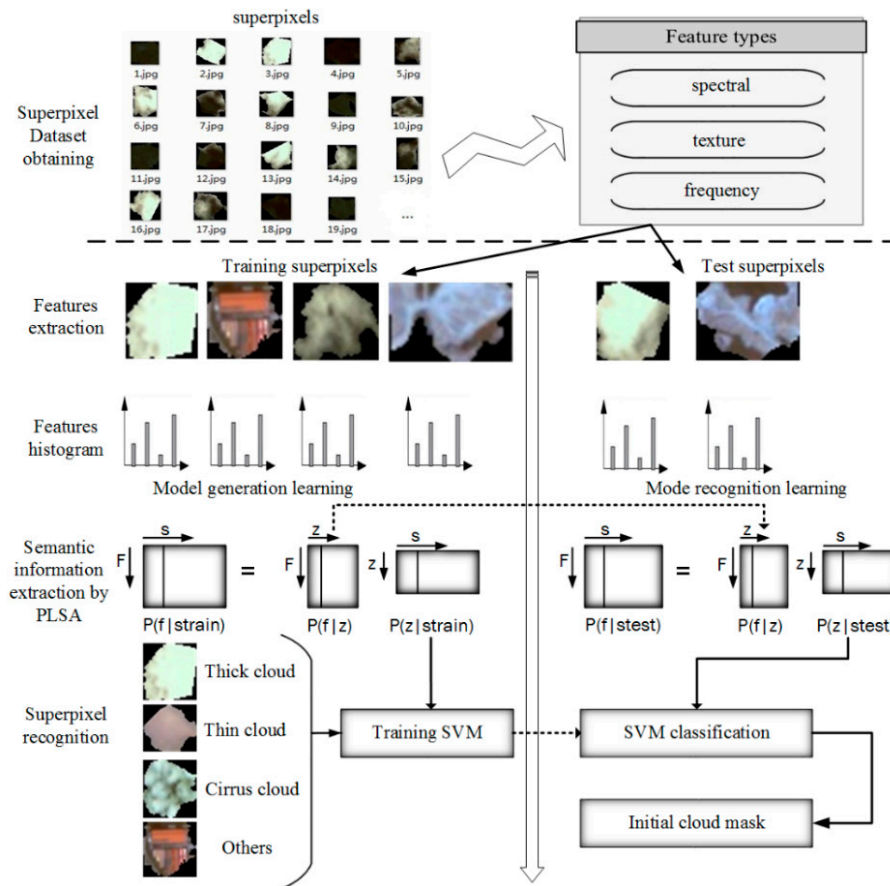 superpixels
1.jpg 2.jpg 3.jpg 4.jpg 5.jpg
6.jpg 7.jpg 8.jpg 9.jpg 10.jpg
11.jpg 12.jpg 13.jpg 14.jpg 15.jpg
16.jpg 17.jpg 18.jpg 19.jpg ...
Superpixel
Dataset
obtaining
Feature types
spectral
texture
frequency
Training superpixels
Test superpixels
Features
extraction
Features
histogram
Model generation learning
Mode recognition learning
Semantic
information
extraction by
PLSA
s
F
=
z
F
s
z
P(f|strain)
P(f|z)
P(z|strain)
s
F
=
z
F
s
z
P(f|stest)
P(f|z)
P(z|stest)
Superpixel
recognition
Thick cloud
Thin cloud
Cirrus cloud
Others
Training SVM
SVM classification
Initial cloud mask